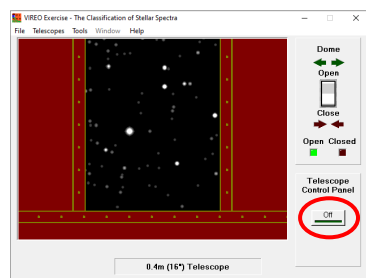 VIREO Exercise - The Classification of Stellar Spectra
File Telescopes Tools Window Help
Dome
Open
Close
Open Closed
Telescope
Control Panel
Off
0.4m (16") Telescope